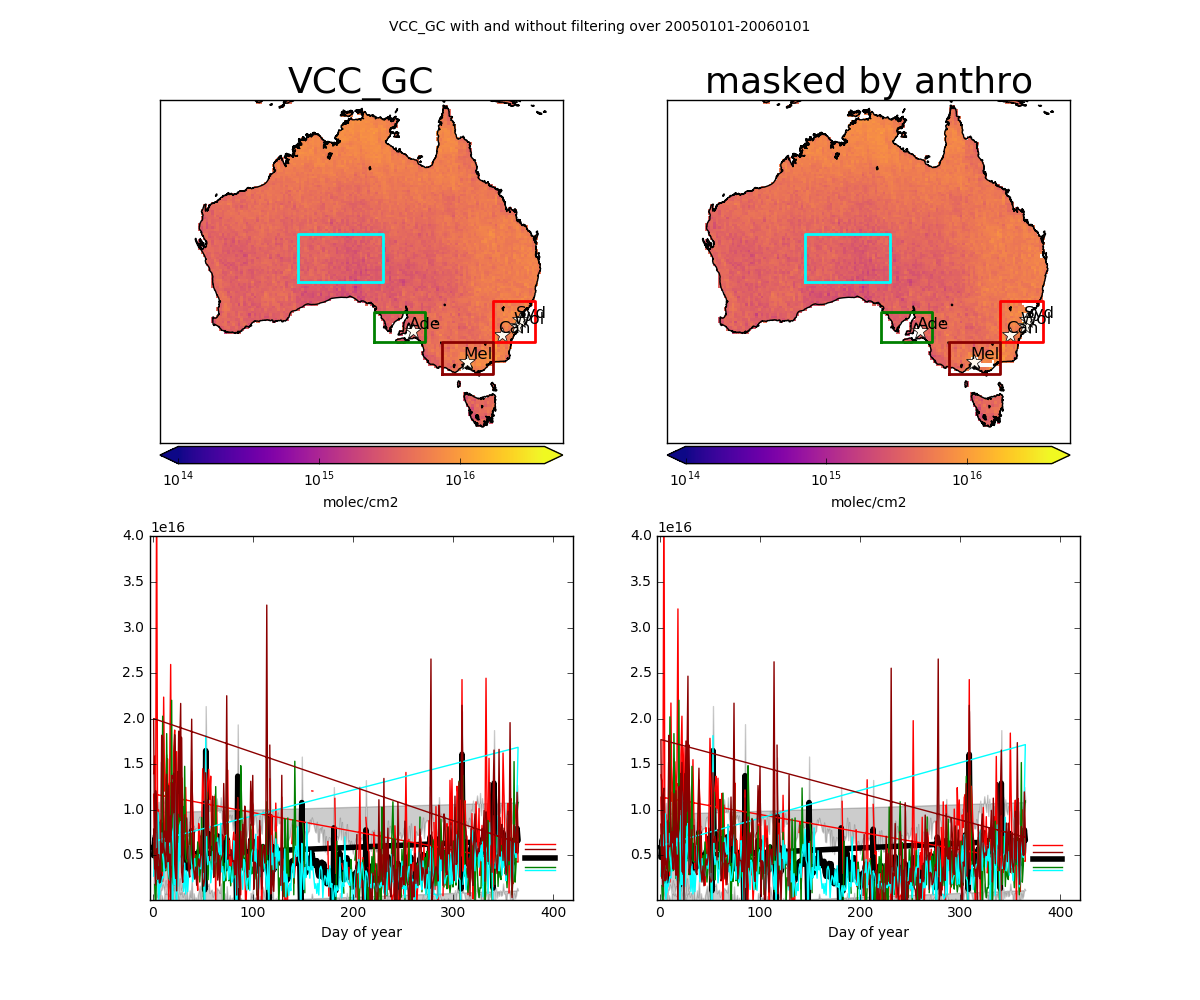 VCC_GC with and without filtering over 20050101-20060101
VCC_GC
masked by anthro
Ade
Mel
Can
Wol
Syd
Ade
Mel
Can
Wol
Syd
10^14 10^15 10^16
molec/cm2
10^14 10^15 10^16
molec/cm2
1e16
4.0
3.5
3.0
2.5
2.0
1.5
1.0
0.5
0 100 200 300 400
Day of year
1e16
4.0
3.5
3.0
2.5
2.0
1.5
1.0
0.5
0 100 200 300 400
Day of year